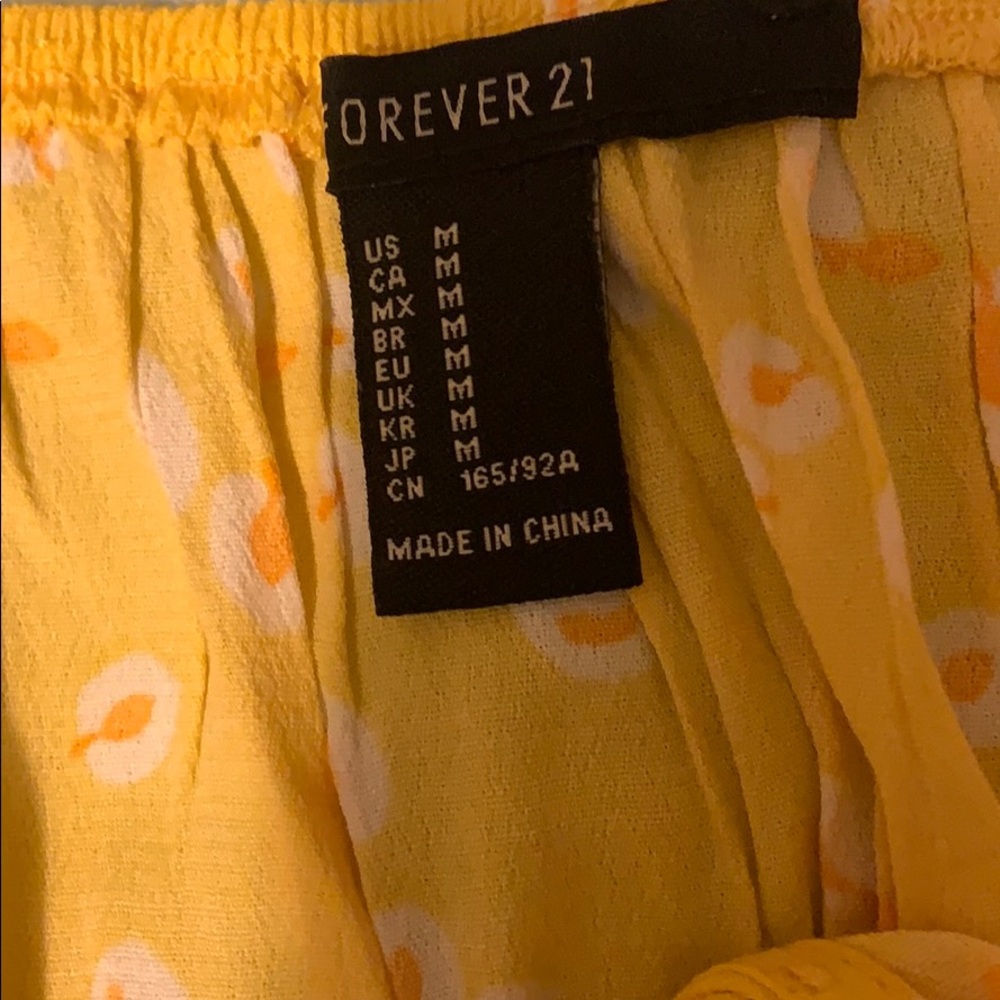 FOREVER 21
US M
CA M
MX M
BR M
EU M
UK M
KR M
JP M
CN 165/92A
MADE IN CHINA